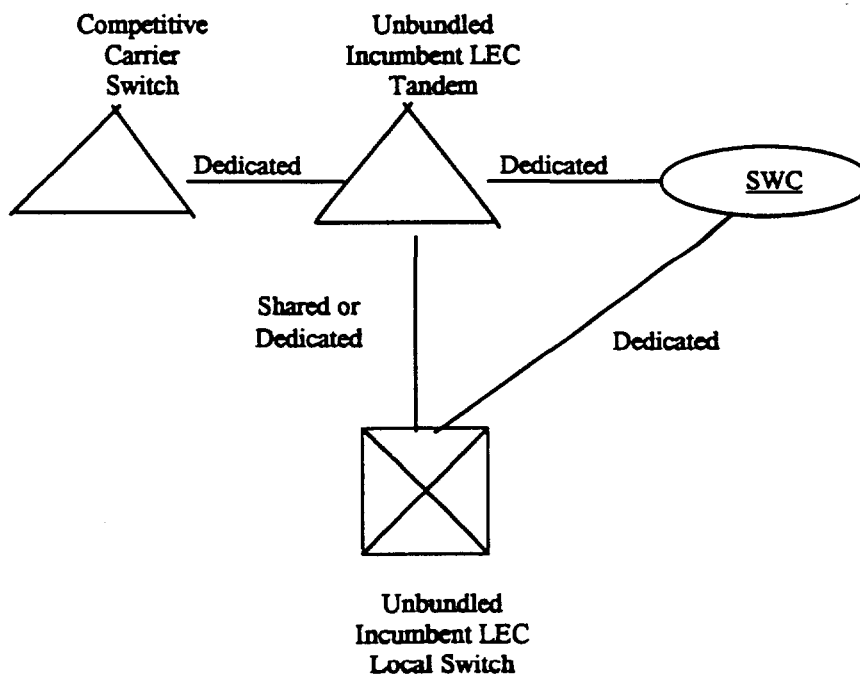 Competitive
Carrier
Switch
Unbundled
Incumbent LEC
Tandem
Dedicated
Dedicated
SWC
Shared or
Dedicated
Dedicated
Unbundled
Incumbent LEC
Local Switch